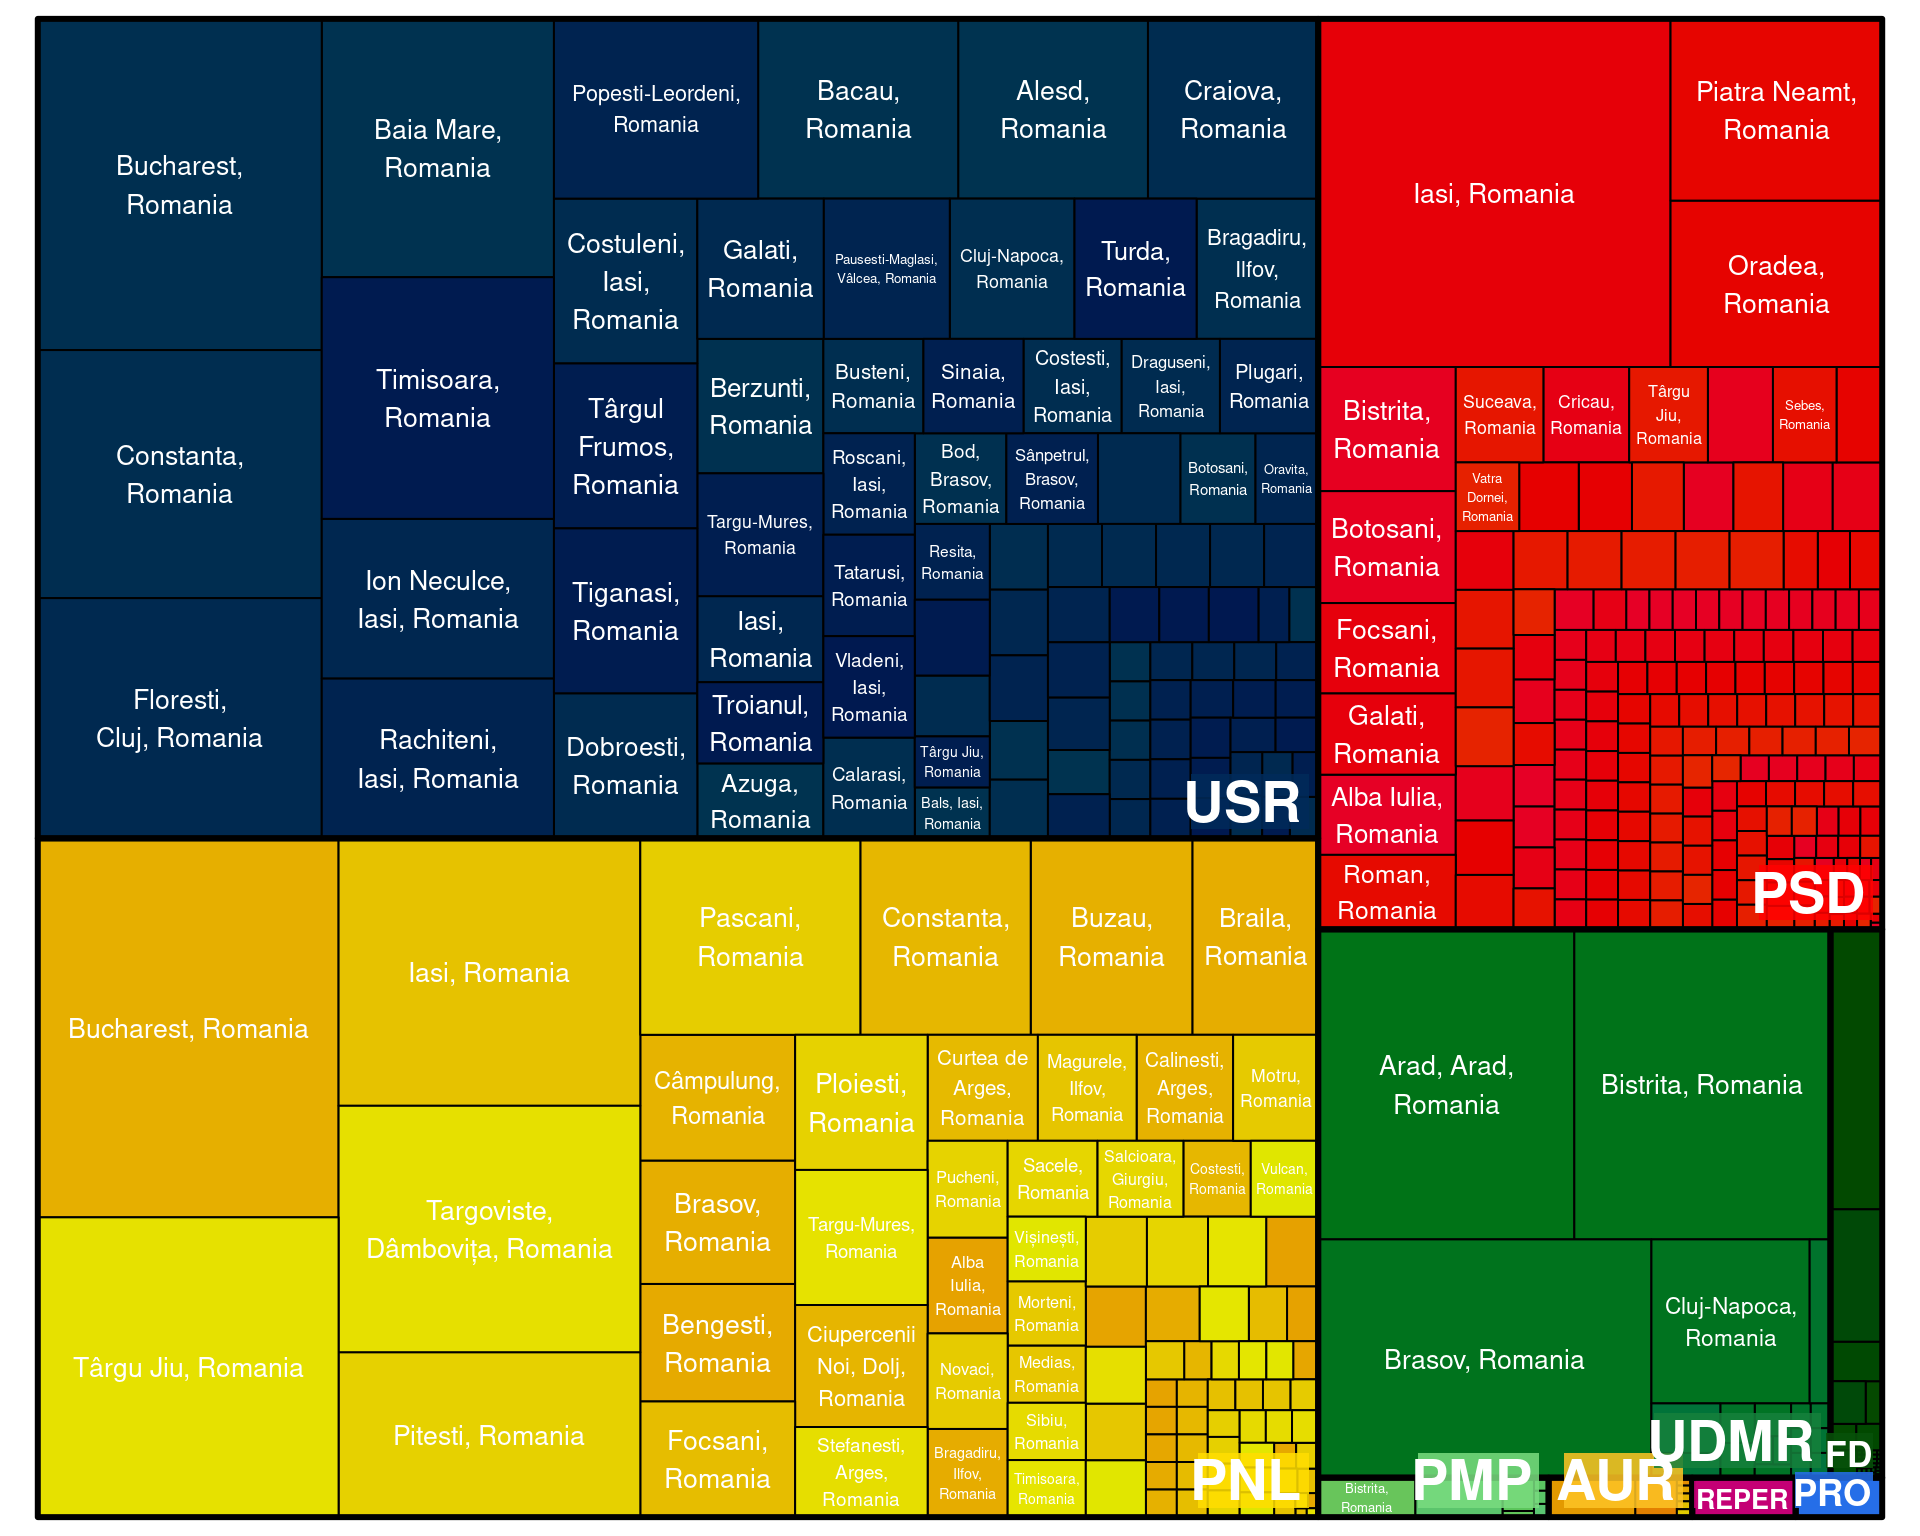 Bucharest,
Romania
Constanta,
Romania
Floresti,
Cluj, Romania
Baia Mare,
Romania
Timisoara,
Romania
Ion Neculce,
Iasi, Romania
Rachiteni,
Iasi, Romania
Popesti-Leordeni,
Romania
Bacau,
Romania
Alesd,
Romania
Craiova,
Romania
Costuleni,
Iasi,
Romania
Târgul
Frumos,
Romania
Tiganasi,
Romania
Dobroesti,
Romania
Galati,
Romania
Berzunti,
Romania
Targu-Mures,
Romania
Iasi,
Romania
Troianul,
Romania
Azuga,
Romania
Pausesti-Maglasi,
Vâlcea, Romania
Cluj-Napoca,
Romania
Turda,
Romania
Bragadiru,
Ilfov,
Romania
Busteni,
Romania
Sinaia,
Romania
Costesti,
Iasi,
Romania
Draguseni,
Iasi,
Romania
Plugari,
Romania
Roscani,
Iasi,
Romania
Tatarusi,
Romania
Vladeni,
Iasi,
Romania
Calarasi,
Romania
Bod,
Brasov,
Romania
Sânpetrul,
Brasov,
Romania
Botosani,
Romania
Oravita,
Romania
Resita,
Romania
Târgu Jiu,
Romania
Bals, Iasi,
Romania
USR
Iasi, Romania
Piatra Neamt,
Romania
Oradea,
Romania
Bistrita,
Romania
Botosani,
Romania
Focsani,
Romania
Galati,
Romania
Alba Iulia,
Romania
Roman,
Romania
Suceava,
Romania
Cricau,
Romania
Târgu
Jiu,
Romania
Sebes,
Romania
Vatra
Dornei,
Romania
PSD
Bucharest, Romania
Târgu Jiu, Romania
Iasi, Romania
Targoviste,
Dâmbovița, Romania
Pitesti, Romania
Pascani,
Romania
Constanta,
Romania
Buzau,
Romania
Braila,
Romania
Câmpulung,
Romania
Brasov,
Romania
Bengesti,
Romania
Focsani,
Romania
Ploiesti,
Romania
Targu-Mures,
Romania
Ciupercenii
Noi, Dolj,
Romania
Stefanesti,
Arges,
Romania
Curtea de
Arges,
Romania
Magurele,
Ilfov,
Romania
Calinesti,
Arges,
Romania
Motru,
Romania
Pucheni,
Romania
Alba
Iulia,
Romania
Novaci,
Romania
Bragadiru,
Ilfov,
Romania
Sacele,
Romania
Salcioara,
Giurgiu,
Romania
Costesti,
Romania
Vulcan,
Romania
Vișinești,
Romania
Morteni,
Romania
Medias,
Romania
Sibiu,
Romania
Timisoara,
Romania
PNL
Arad, Arad,
Romania
Bistrita, Romania
Brasov, Romania
Cluj-Napoca,
Romania
UDMR
FD
Bistrita,
Romania
PMP
AUR
REPER
PRO